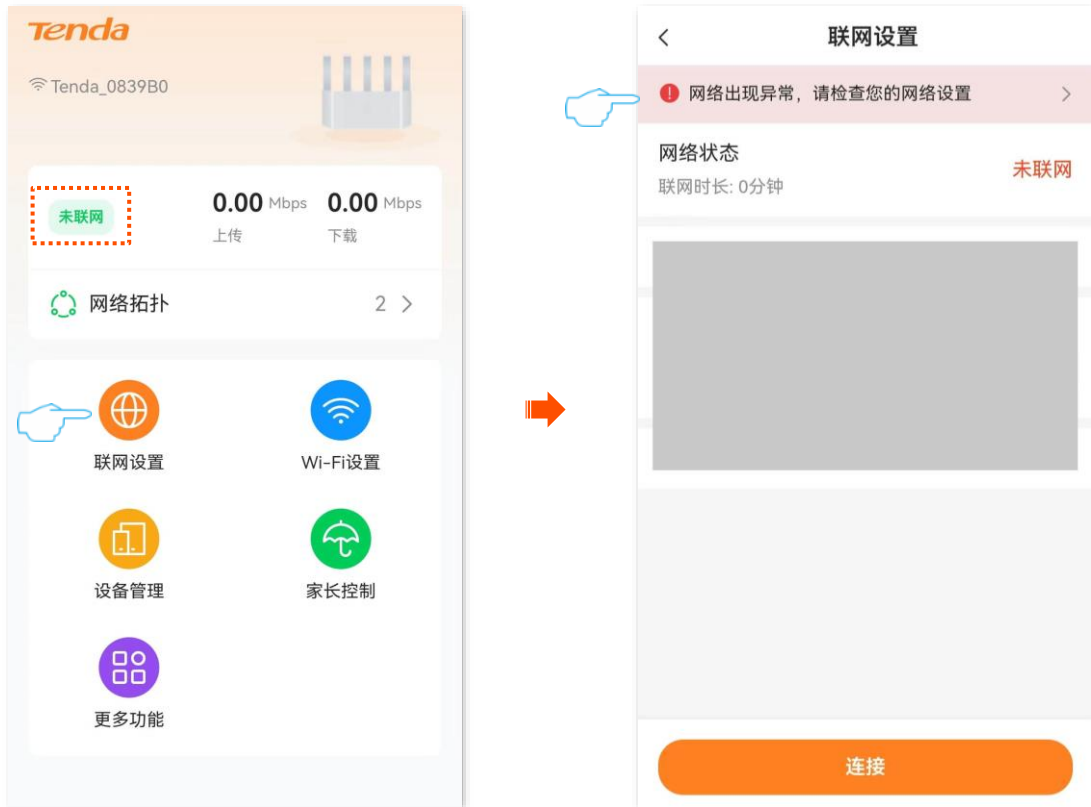 Tenda
Tenda_0839B0
未联网
0.00 Mbps 0.00 Mbps
上传 下载
网络拓扑 2
联网设置 Wi-Fi设置
设备管理 家长控制
更多功能
联网设置
网络出现异常，请检查您的网络设置
网络状态
联网时长: 0分钟
未联网
连接